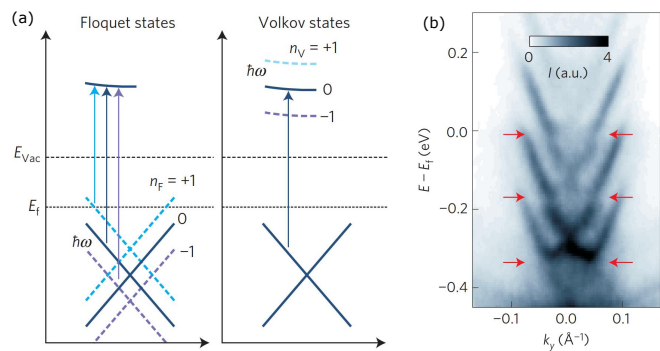 (a)
Floquet states
Volkov states
n_V = +1
ħω
0
−1
E_Vac
n_F = +1
E_f
0
ħω
−1
(b)
0.2
0
4
I (a.u.)
0.0
E − E_f (eV)
−0.2
−0.4
−0.1
0.0
0.1
k_y (Å⁻¹)